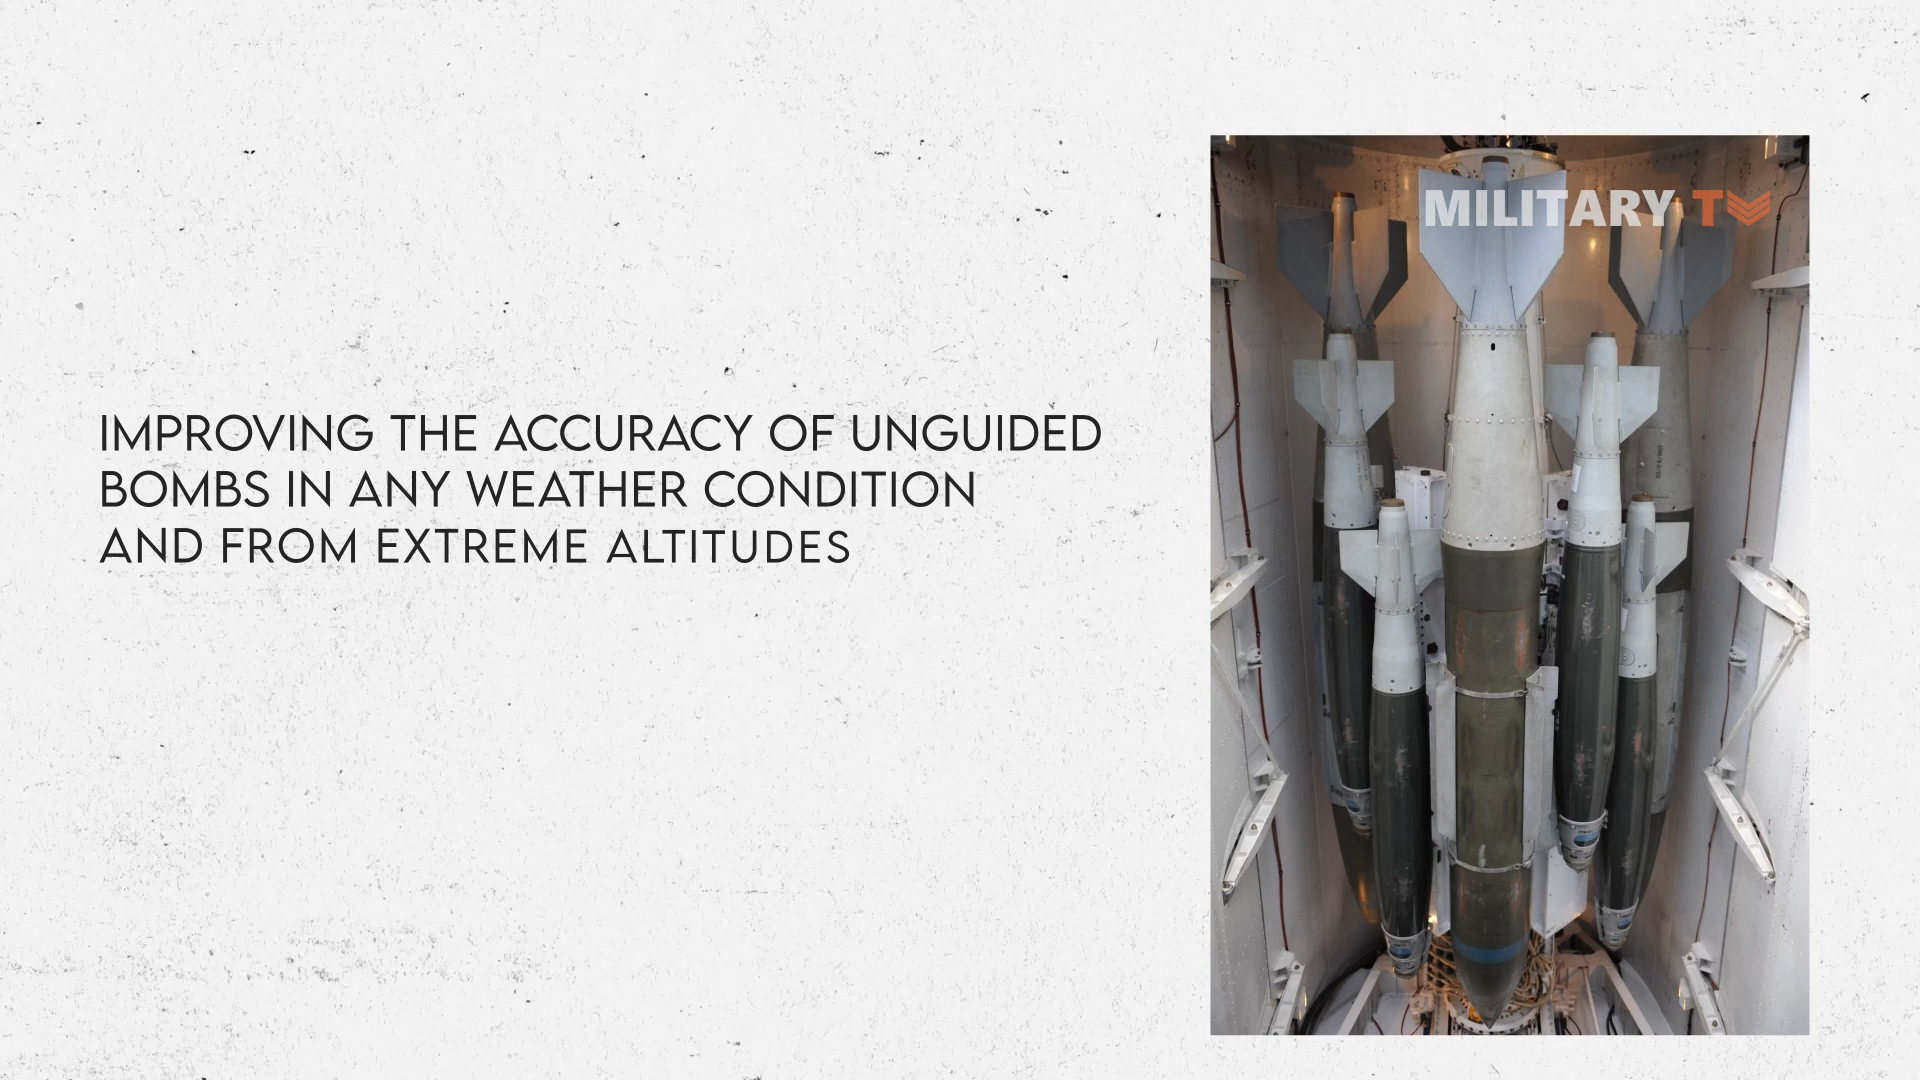 IMPROVING THE ACCURACY OF UNGUIDED
BOMBS IN ANY WEATHER CONDITION
AND FROM EXTREME ALTITUDES
MILITARY TV